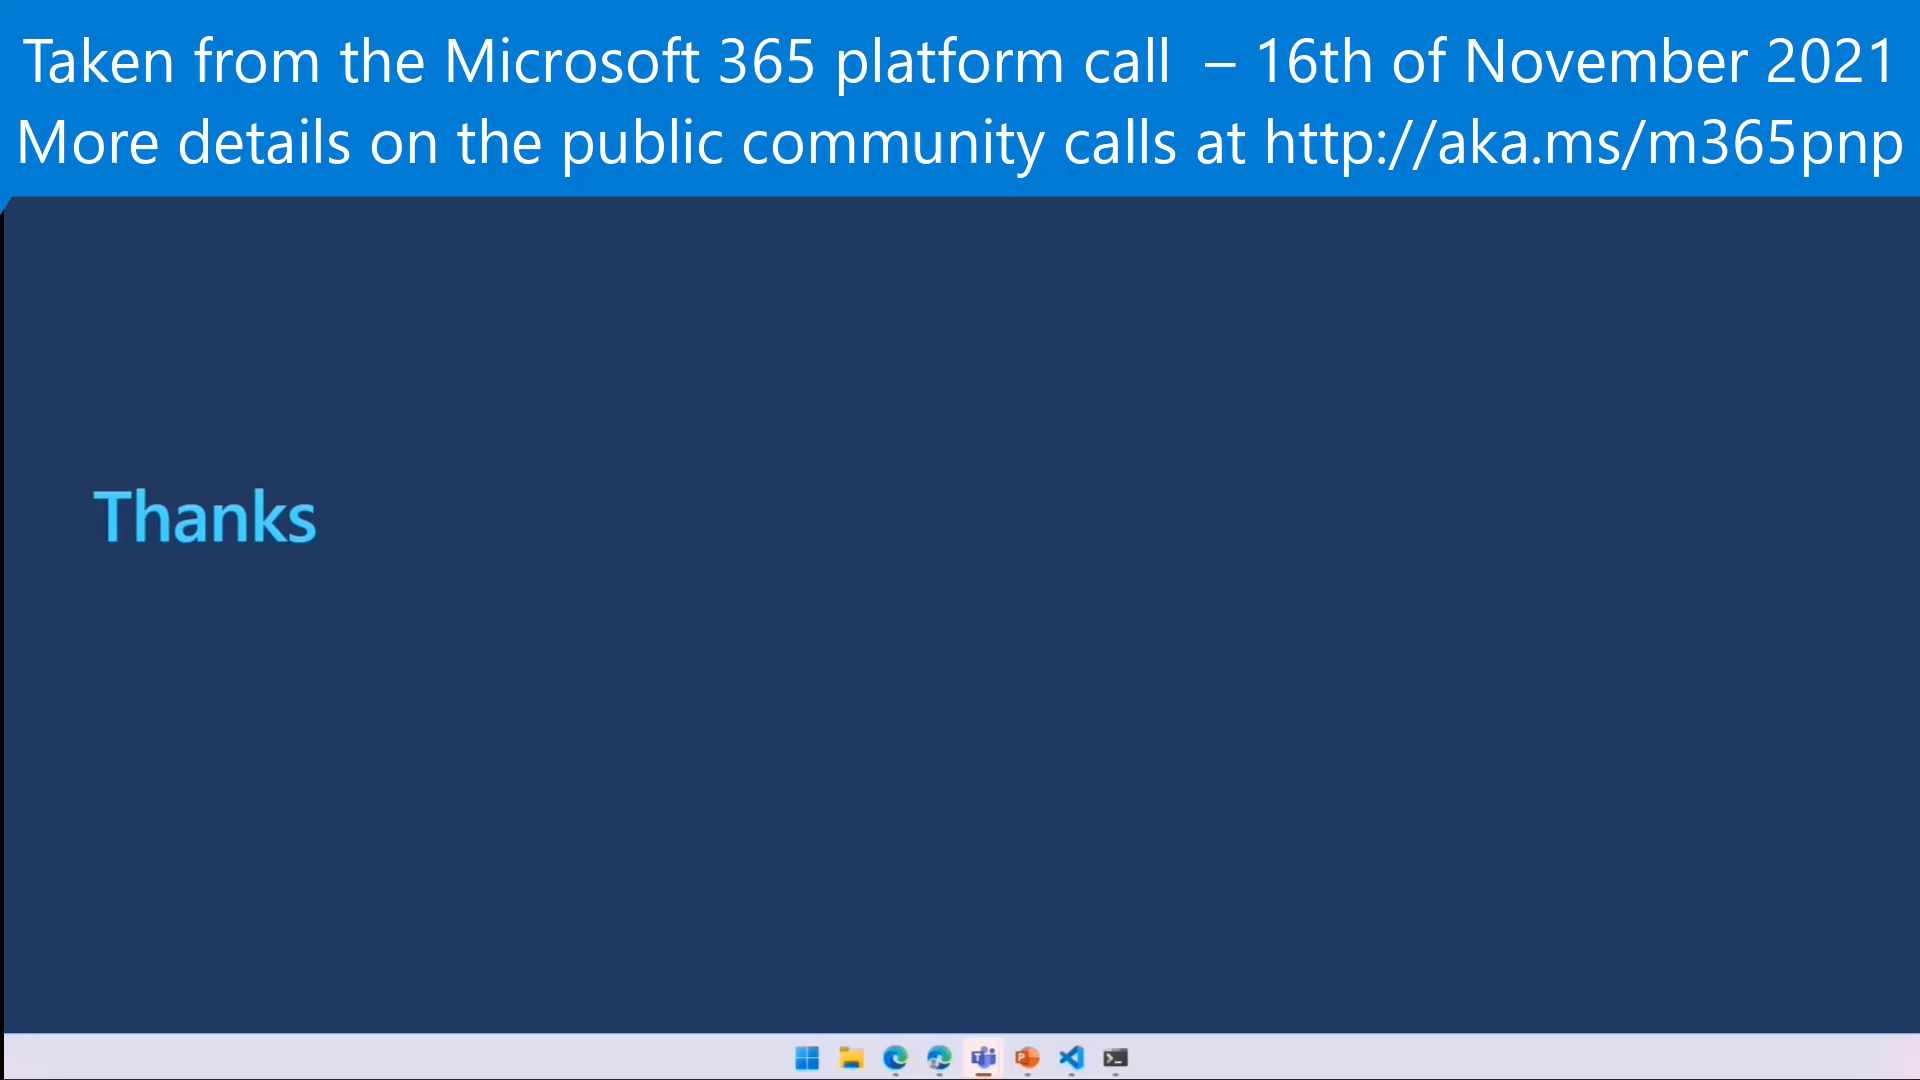 Taken from the Microsoft 365 platform call – 16th of November 2021
More details on the public community calls at http://aka.ms/m365pnp
Thanks